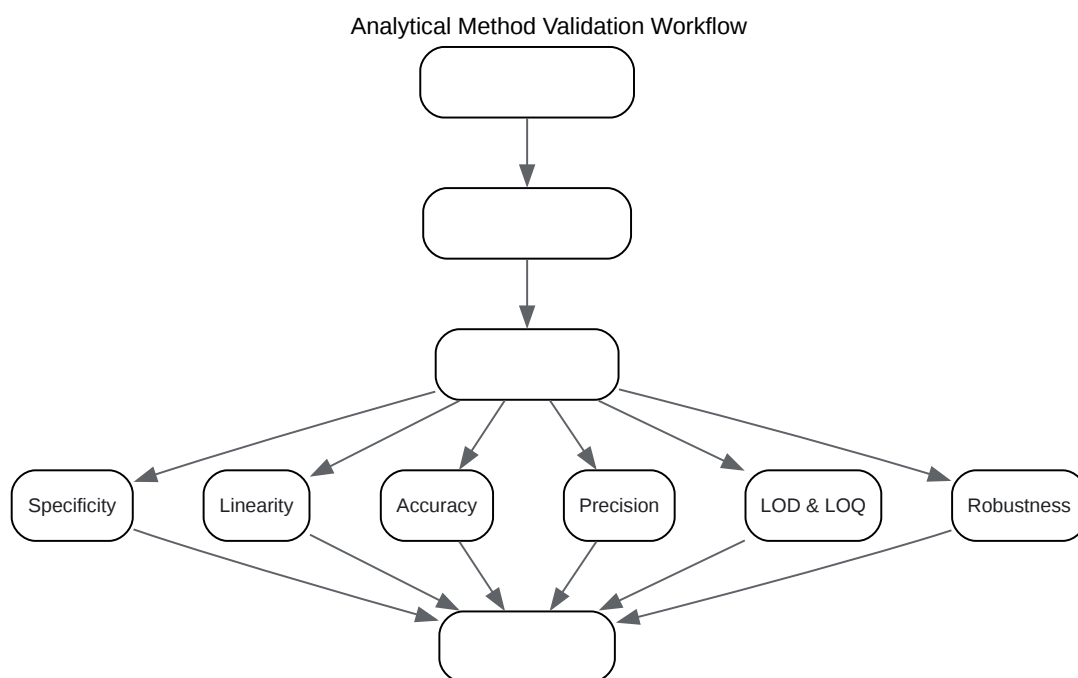 Analytical Method Validation Workflow
Specificity
Linearity
Accuracy
Precision
LOD & LOQ
Robustness